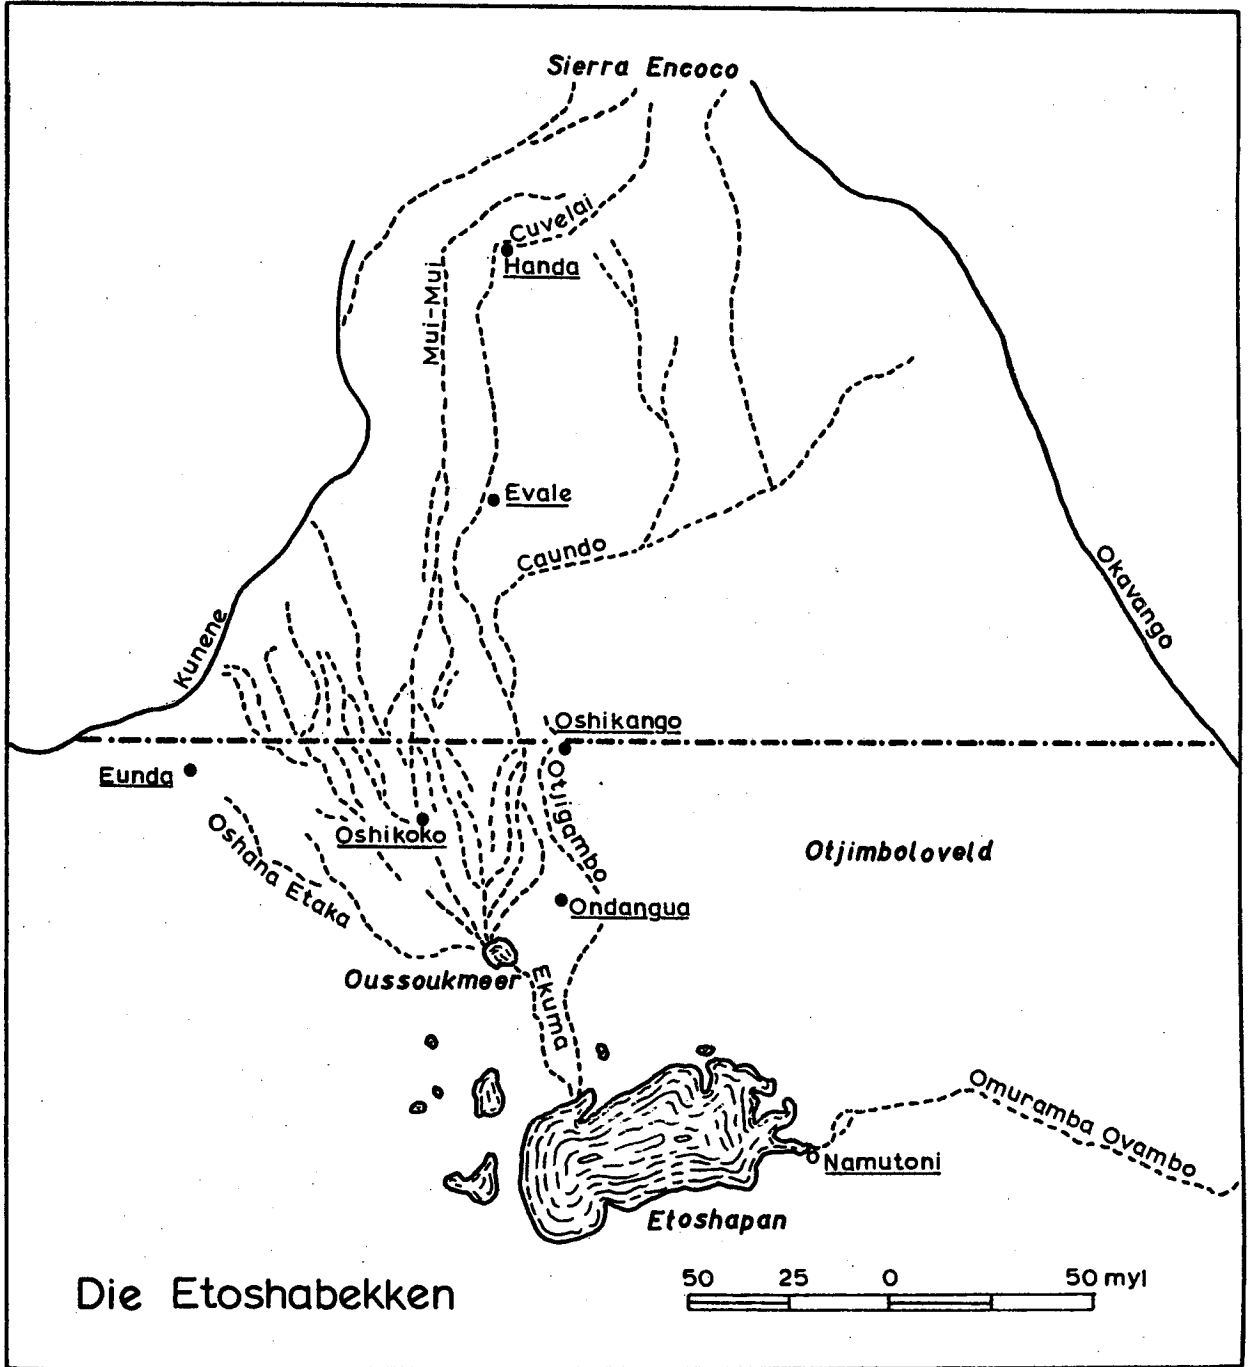 Sierra Encoco
Cuvelai
Handa
Mui-Mui
Evale
Caundo
Okavango
Kunene
Oshikango
Eunda
Otjigambo
Oshikoko
Oshana Etaka
Otjimboloveld
Ondangua
Oussoukmeer
Ekuma
Omuramba Ovambo
Namutoni
Etoshapan
Die Etoshabekken
50 25 0 50 myl